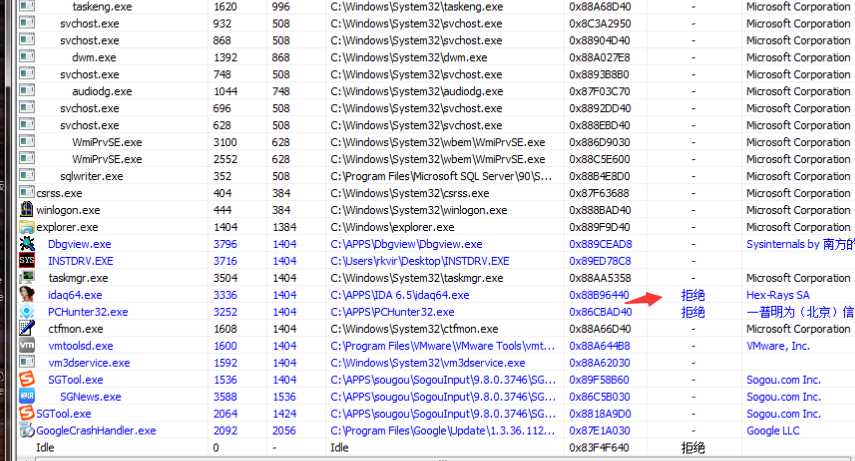 taskeng.exe 1620 996 C:\Windows\System32\taskeng.exe 0x88A68D40 - Microsoft Corporation
svchost.exe 932 508 C:\Windows\System32\svchost.exe 0x8C3A2950 - Microsoft Corporation
svchost.exe 868 508 C:\Windows\System32\svchost.exe 0x88904D40 - Microsoft Corporation
dwm.exe 1392 868 C:\Windows\System32\dwm.exe 0x88A027E8 - Microsoft Corporation
svchost.exe 748 508 C:\Windows\System32\svchost.exe 0x8893B8B0 - Microsoft Corporation
audiodg.exe 1044 748 C:\Windows\System32\audiodg.exe 0x87F03C70 - Microsoft Corporation
svchost.exe 696 508 C:\Windows\System32\svchost.exe 0x8892DD40 - Microsoft Corporation
svchost.exe 628 508 C:\Windows\System32\svchost.exe 0x888EBD40 - Microsoft Corporation
WmiPrvSE.exe 3100 628 C:\Windows\System32\wbem\WmiPrvSE.exe 0x886D9030 - Microsoft Corporation
WmiPrvSE.exe 2552 628 C:\Windows\System32\wbem\WmiPrvSE.exe 0x88C5E600 - Microsoft Corporation
sqlwriter.exe 352 508 C:\Program Files\Microsoft SQL Server\90\S... 0x88B4E8D0 - Microsoft Corporation
csrss.exe 404 384 C:\Windows\System32\csrss.exe 0x87F63688 - Microsoft Corporation
winlogon.exe 444 384 C:\Windows\System32\winlogon.exe 0x888BAD40 - Microsoft Corporation
explorer.exe 1404 1384 C:\Windows\explorer.exe 0x889F9D40 - Microsoft Corporation
Dbgview.exe 3796 1404 C:\APPS\Dbgview\Dbgview.exe 0x889CEAD8 - Sysinternals by 南方的
SYS INSTDRV.EXE 3716 1404 C:\Users\rkvir\Desktop\INSTDRV.EXE 0x89ED78C8 -
taskmgr.exe 3504 1404 C:\Windows\System32\taskmgr.exe 0x88AA5358 - Microsoft Corporation
idaq64.exe 3336 1404 C:\APPS\IDA 6.5\idaq64.exe 0x88B96440 拒绝 Hex-Rays SA
PCHunter32.exe 3252 1404 C:\APPS\PCHunter32.exe 0x86CBAD40 拒绝 一普明为（北京）信
ctfmon.exe 1608 1404 C:\Windows\System32\ctfmon.exe 0x88A66D40 - Microsoft Corporation
vm vmtoolsd.exe 1600 1404 C:\Program Files\VMware\VMware Tools\vmt... 0x88A644B8 - VMware, Inc.
vm3dservice.exe 1592 1404 C:\Windows\System32\vm3dservice.exe 0x88A62030 -
SGTool.exe 1536 1404 C:\APPS\sougou\SogouInput\9.8.0.3746\SG... 0x89F58B60 - Sogou.com Inc.
SGNews.exe 3588 1536 C:\APPS\sougou\SogouInput\9.8.0.3746\SG... 0x86C5B030 - Sogou.com Inc.
SGTool.exe 2064 1424 C:\APPS\sougou\SogouInput\9.8.0.3746\SG... 0x8818A9D0 - Sogou.com Inc.
GoogleCrashHandler.exe 2092 2056 C:\Program Files\Google\Update\1.3.36.112... 0x87E1A030 - Google LLC
Idle 0 - Idle 0x83F4F640 拒绝